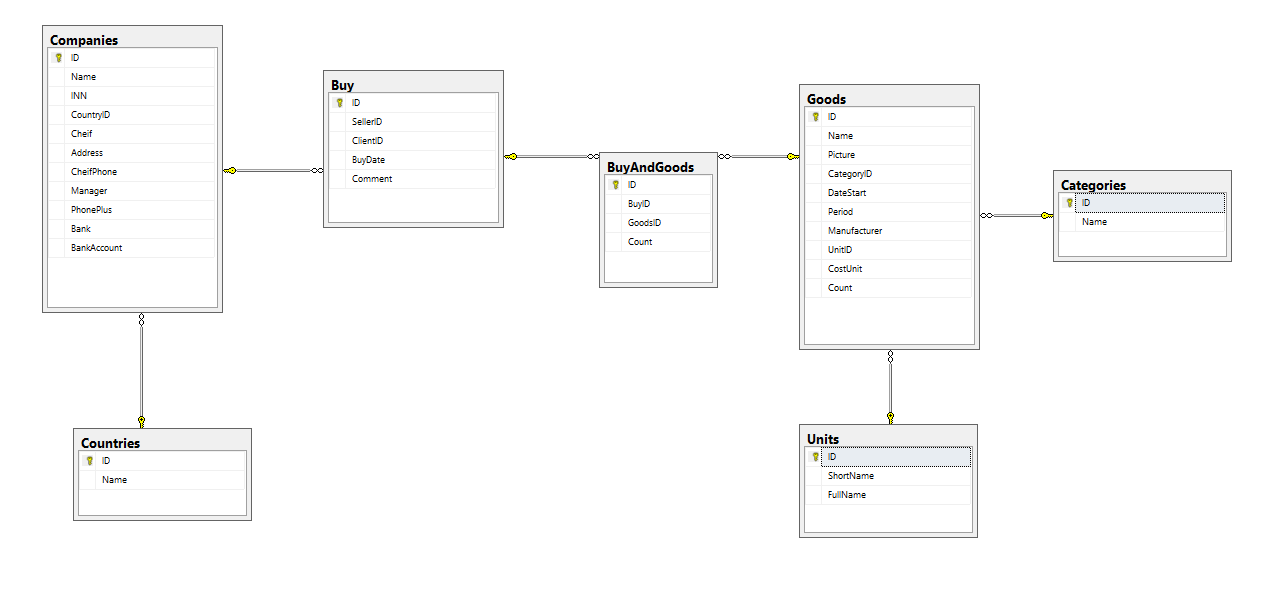 Companies
ID
Name
INN
CountryID
Cheif
Address
CheifPhone
Manager
PhonePlus
Bank
BankAccount
Buy
ID
SellerID
ClientID
BuyDate
Comment
BuyAndGoods
ID
BuyID
GoodsID
Count
Goods
ID
Name
Picture
CategoryID
DateStart
Period
Manufacturer
UnitID
CostUnit
Count
Categories
ID
Name
Countries
ID
Name
Units
ID
ShortName
FullName